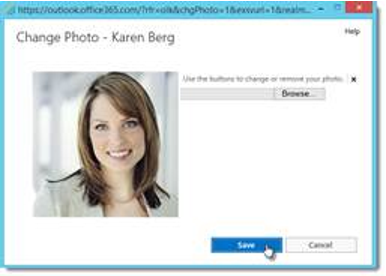 https://outlook.office365.com/?rfr=olk&chgPhoto=1&exsvurl=1&realm...
Help
Change Photo - Karen Berg
Use the buttons to change or remove your photo.
Browse...
Save
Cancel